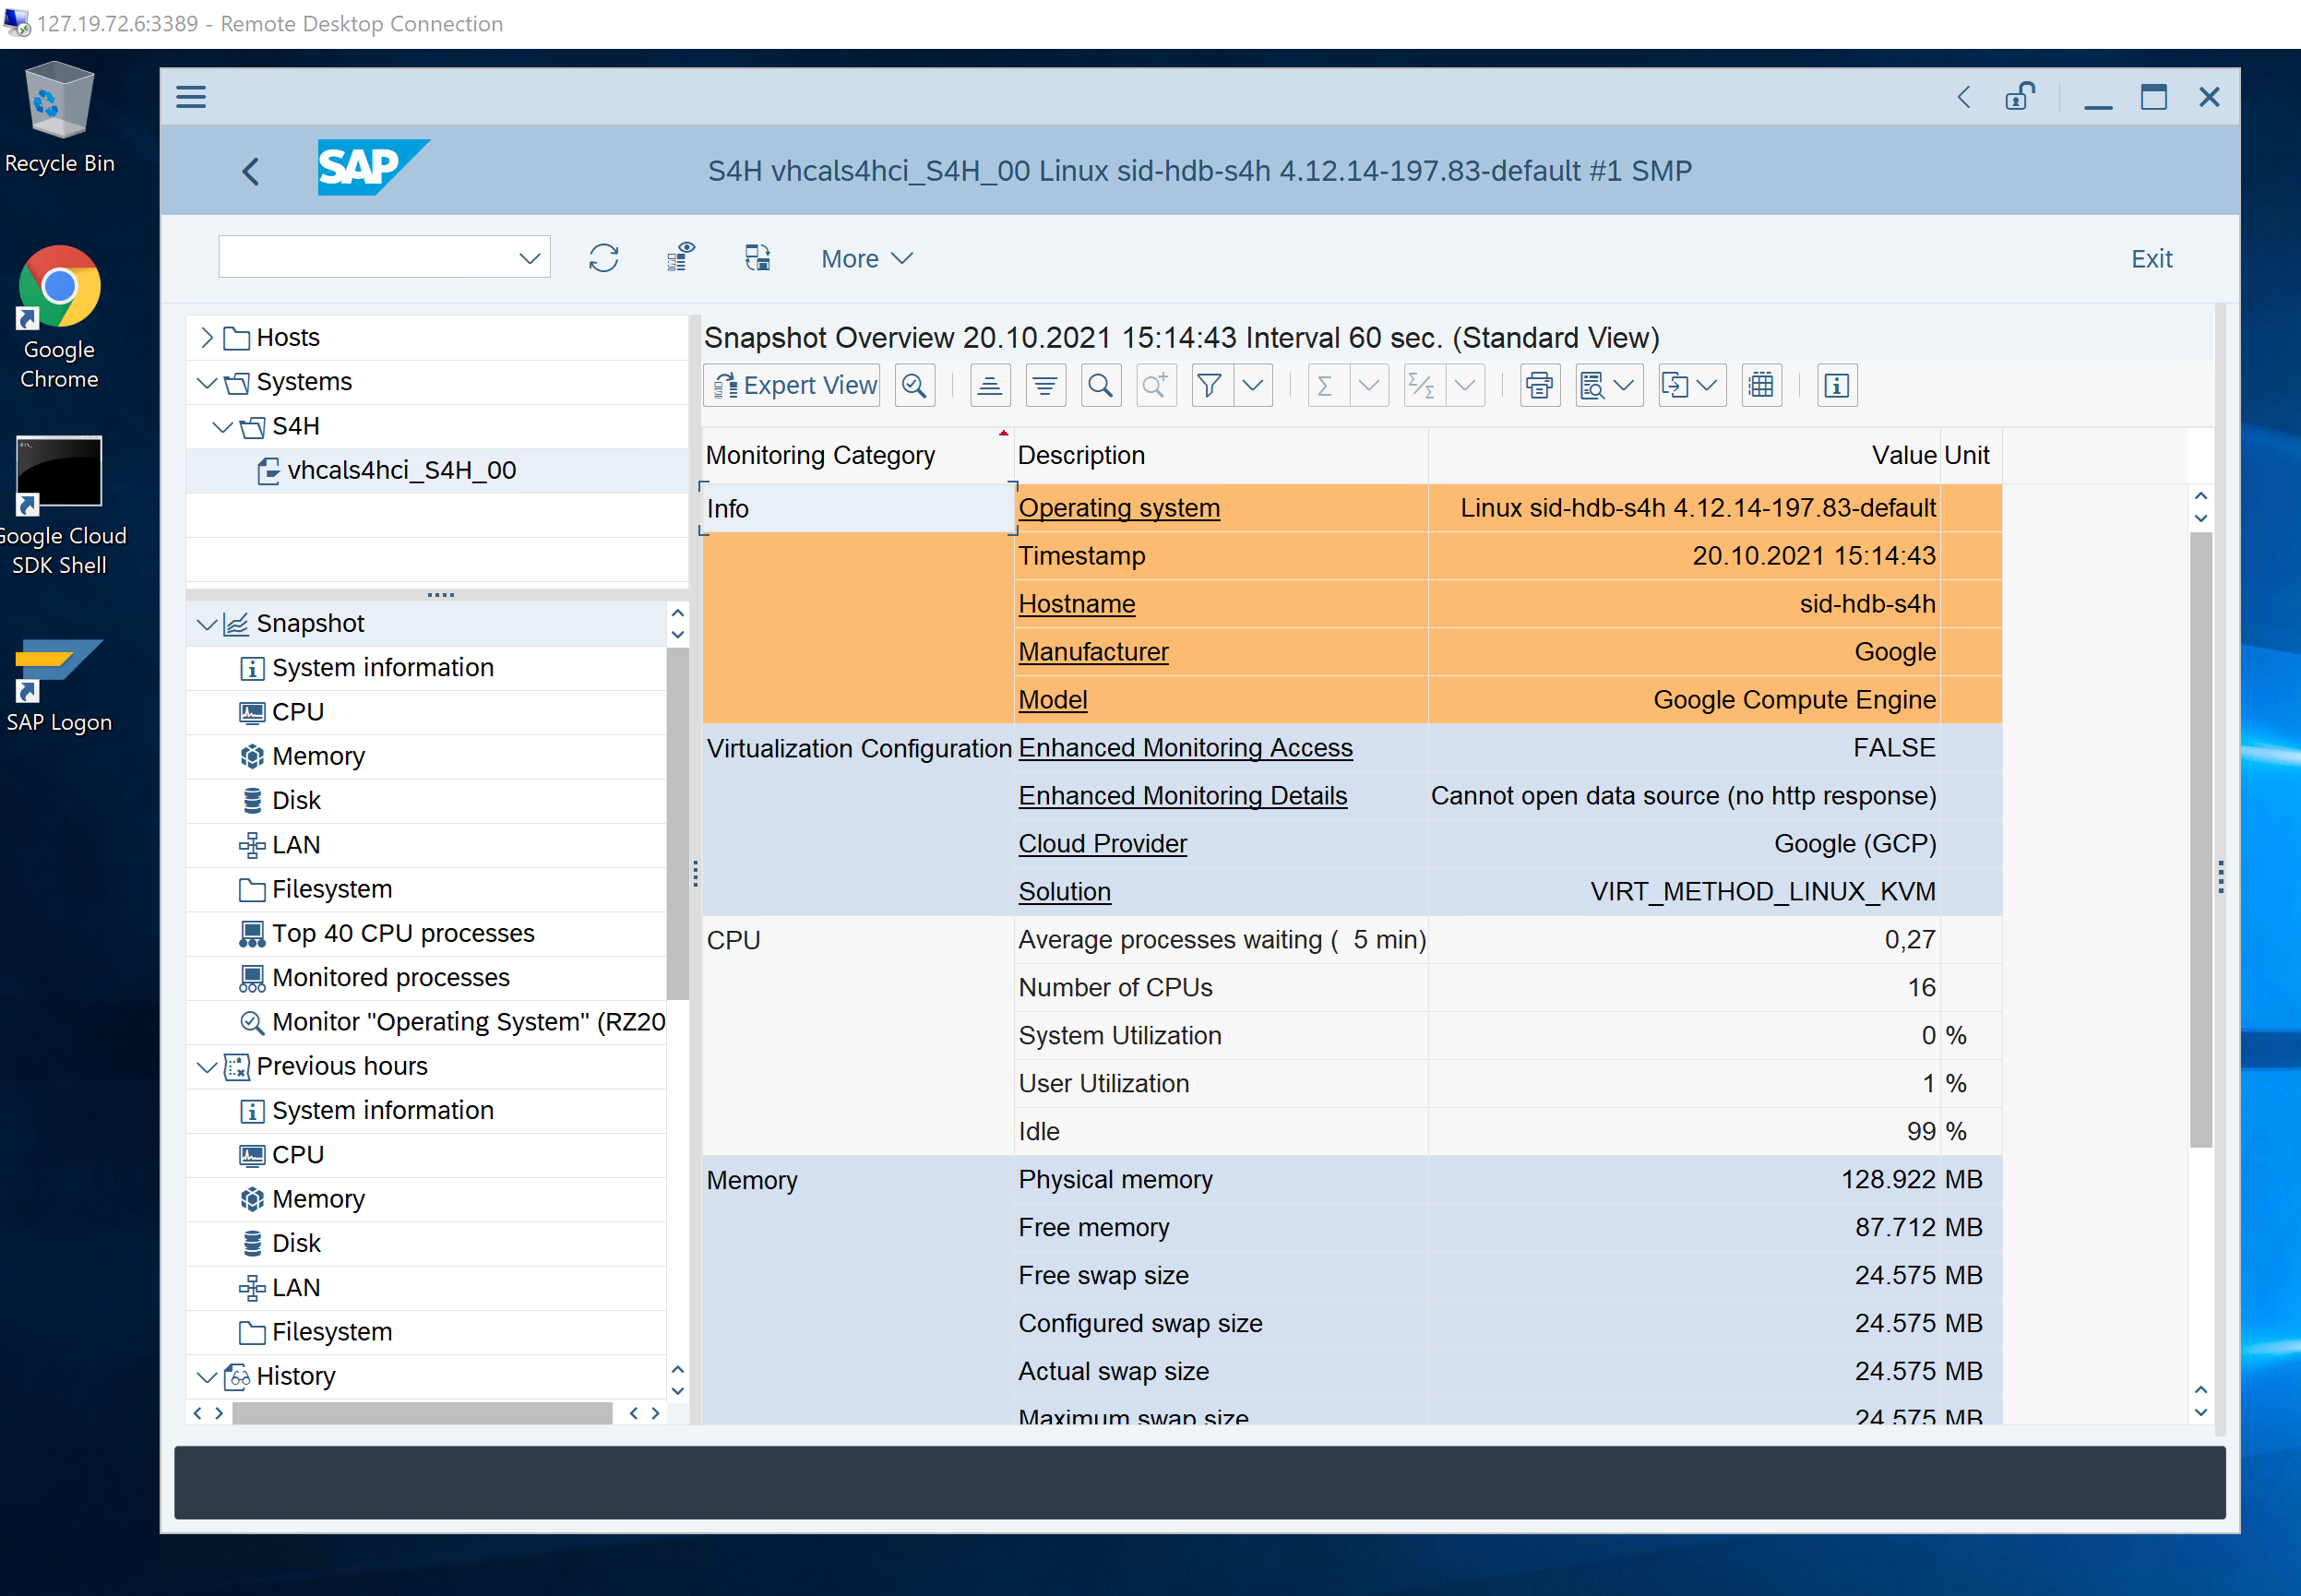 127.19.72.6:3389 - Remote Desktop Connection
Recycle Bin
Google
Chrome
Google Cloud
SDK Shell
SAP Logon
SAP
S4H vhcals4hci_S4H_00 Linux sid-hdb-s4h 4.12.14-197.83-default #1 SMP
More
Exit
Hosts
Systems
S4H
vhcals4hci_S4H_00
Snapshot
System information
CPU
Memory
Disk
LAN
Filesystem
Top 40 CPU processes
Monitored processes
Monitor "Operating System" (RZ20
Previous hours
System information
CPU
Memory
Disk
LAN
Filesystem
History
Snapshot Overview 20.10.2021 15:14:43 Interval 60 sec. (Standard View)
Expert View
Monitoring Category Description Value Unit
Info Operating system Linux sid-hdb-s4h 4.12.14-197.83-default
Timestamp 20.10.2021 15:14:43
Hostname sid-hdb-s4h
Manufacturer Google
Model Google Compute Engine
Virtualization Configuration Enhanced Monitoring Access FALSE
Enhanced Monitoring Details Cannot open data source (no http response)
Cloud Provider Google (GCP)
Solution VIRT_METHOD_LINUX_KVM
CPU Average processes waiting ( 5 min) 0,27
Number of CPUs 16
System Utilization 0 %
User Utilization 1 %
Idle 99 %
Memory Physical memory 128.922 MB
Free memory 87.712 MB
Free swap size 24.575 MB
Configured swap size 24.575 MB
Actual swap size 24.575 MB
Maximum swap size 24.575 MB